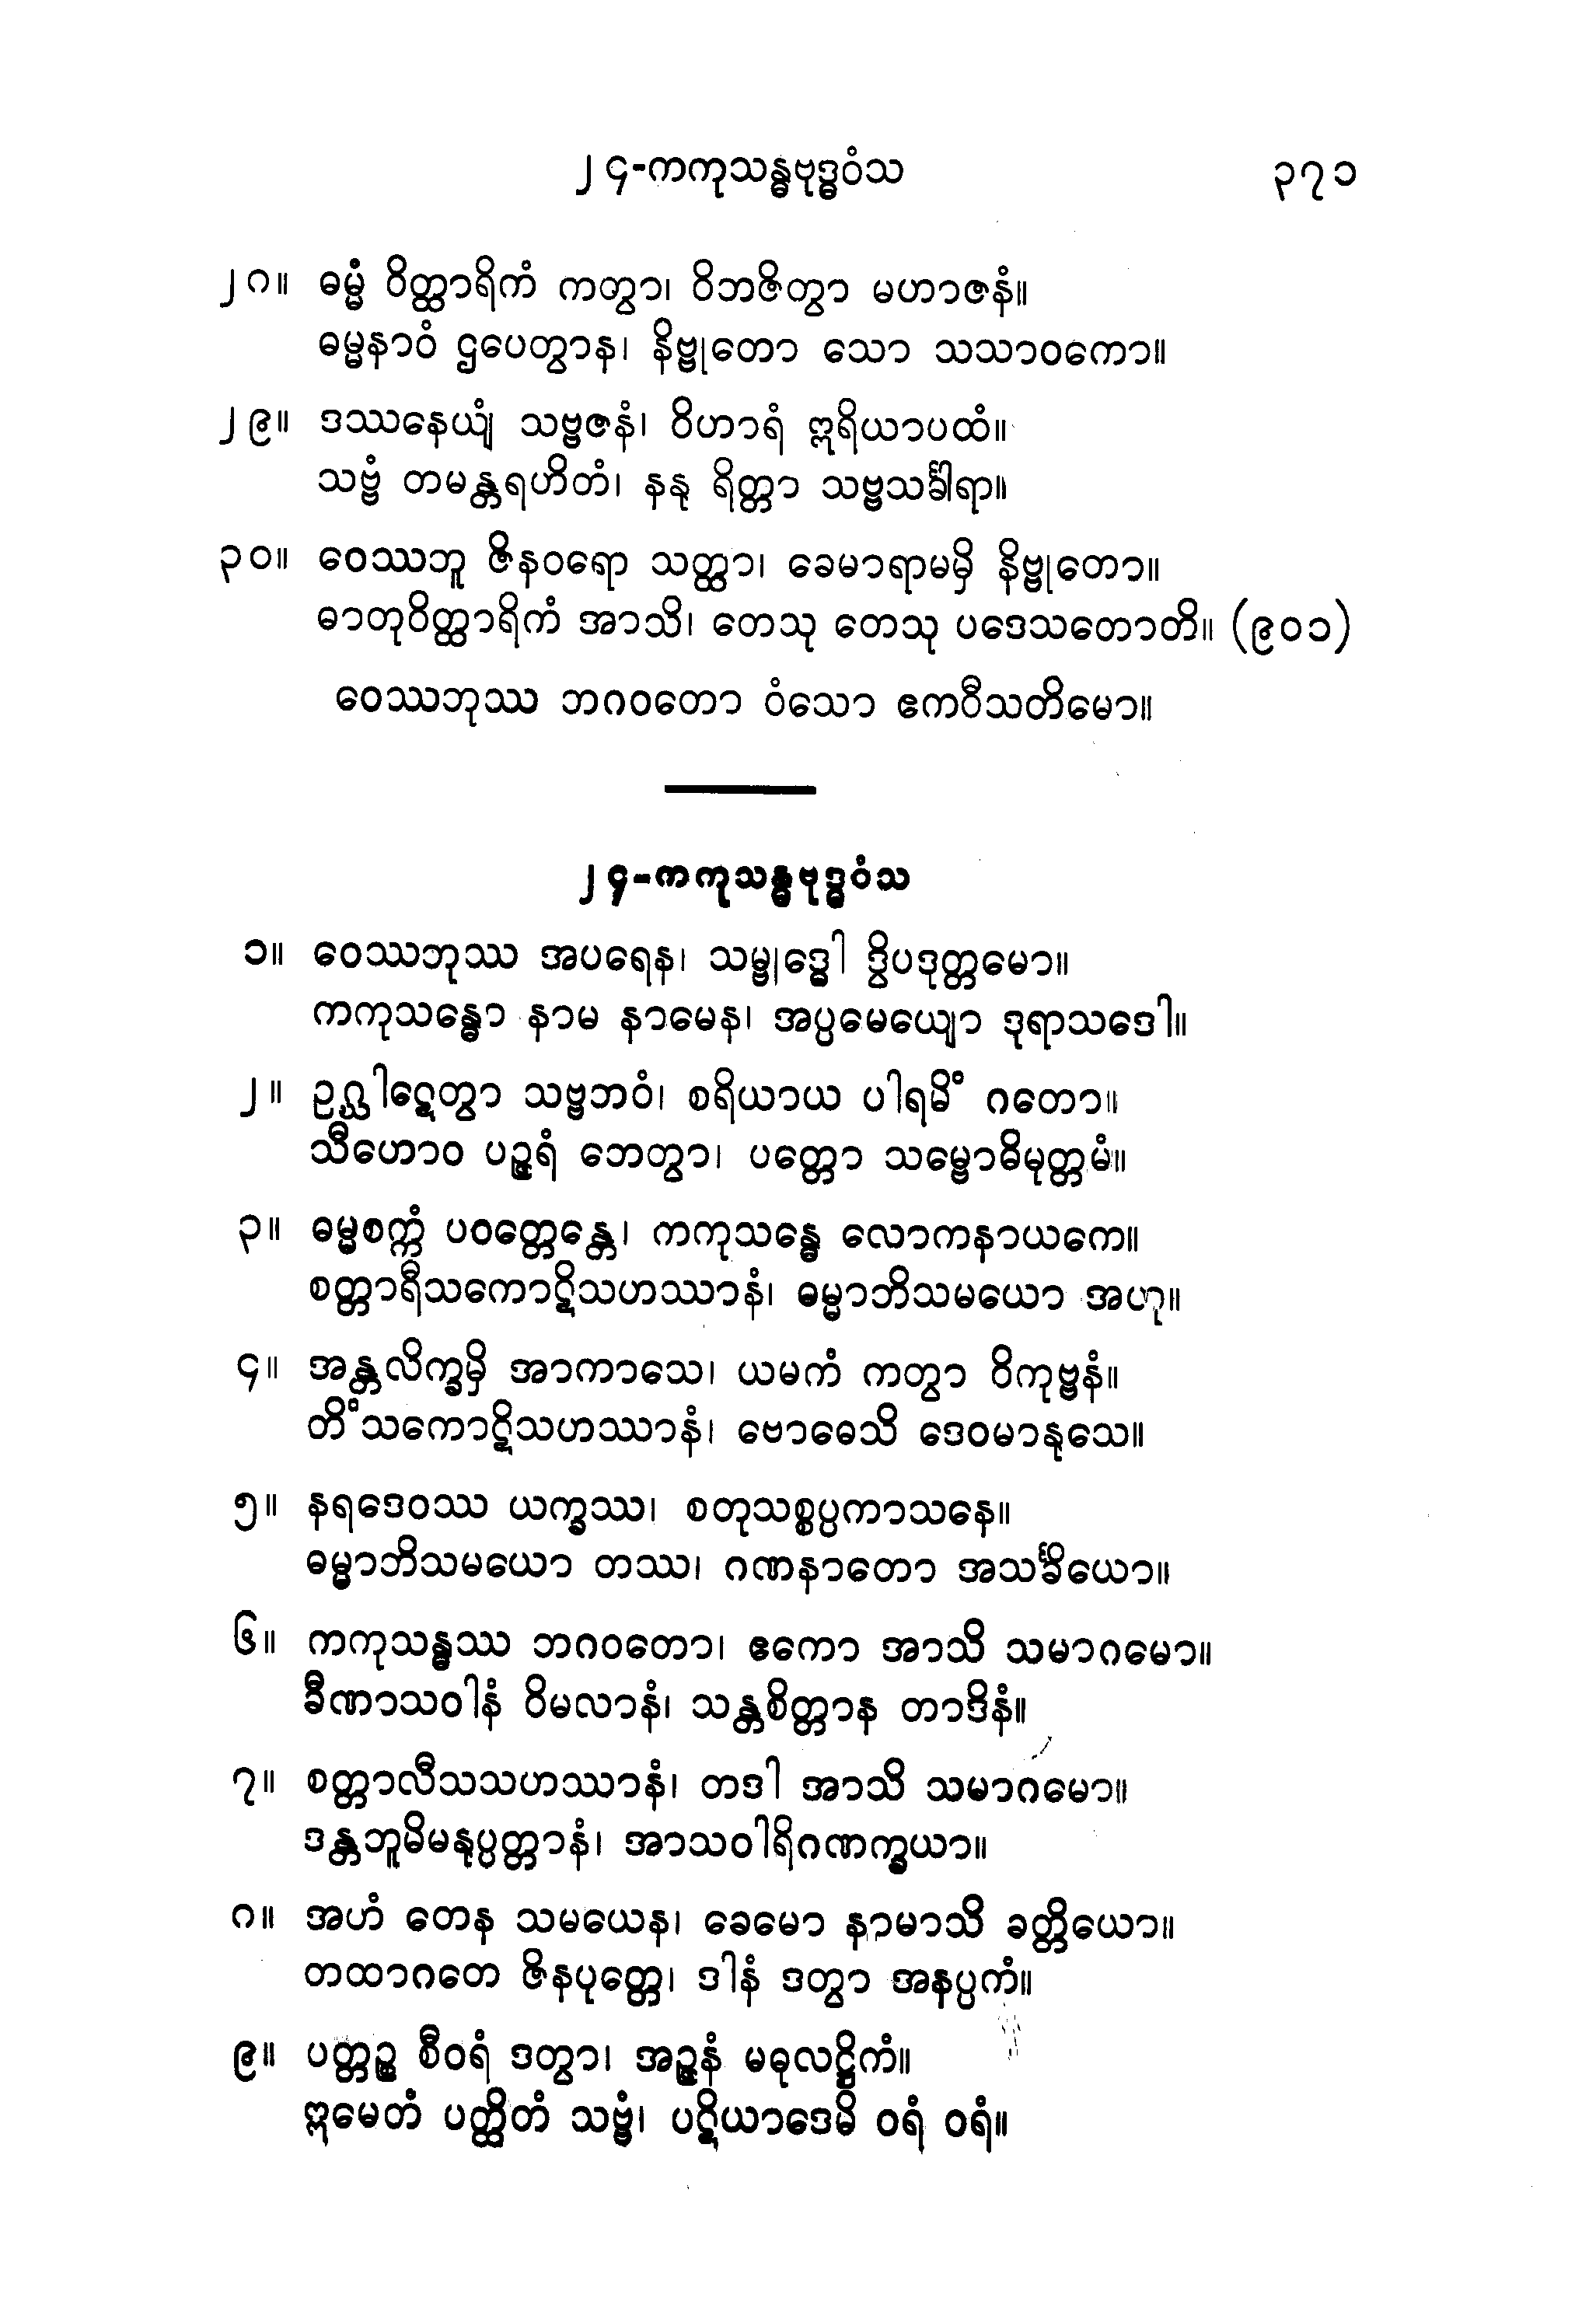 ၂၄-ကကုသန္ဓဗုဒ္ဓဝံသ ၃၇၁
၂၈။ ဓမ္မံ ဝိတ္ထာရိကံ ကတွာ၊ ဝိဘဇိတွာ မဟာဇနံ။
ဓမ္မနာဝံ ဌပေတွာန၊ နိဗ္ဗုတော သော သသာဝကော။
၂၉။ ဒဿနေယျံ သဗ္ဗဇနံ၊ ဝိဟာရံ ဣရိယာပထံ။
သဗ္ဗံ တမန္တရဟိတံ၊ နနု ရိတ္တာ သဗ္ဗသင်္ခါရာ။
၃၀။ ဝေဿဘူ ဇိနဝရော သတ္ထာ၊ ခေမာရာမမှိ နိဗ္ဗုတော။
ဓာတုဝိတ္ထာရိကံ အာသိ၊ တေသု တေသု ပဒေသတောတိ။ (၉၀၁)
ဝေဿဘုဿ ဘဂဝတော ဝံသော ဧကဝီသတိမော။
၂၄-ကကုသန္ဓဗုဒ္ဓဝံသ
၁။ ဝေဿဘုဿ အပရေန၊ သမ္ဗုဒ္ဓေါ ဒွိပဒုတ္တမော။
ကကုသန္ဓော နာမ နာမေန၊ အပ္ပမေယျော ဒုရာသဒေါ။
၂။ ဥဂ္ဃါဋေတွာ သဗ္ဗဘဝံ၊ စရိယာယ ပါရမိံ ဂတော။
သီဟောဝ ပဉ္ဇရံ ဘေတွာ၊ ပတ္တော သမ္ဗောဓိမုတ္တမံ။
၃။ ဓမ္မစက္ကံ ပဝတ္တေန္တေ၊ ကကုသန္ဓေ လောကနာယကေ။
စတ္တာရီသကောဋိသဟဿာနံ၊ ဓမ္မာဘိသမယော အဟု။
၄။ အန္တလိက္ခမှိ အာကာသေ၊ ယမကံ ကတွာ ဝိကုဗ္ဗနံ။
တိံသကောဋိသဟဿာနံ၊ ဗောဓေသိ ဒေဝမာနုသေ။
၅။ နရဒေဝဿ ယက္ခဿ၊ စတုသစ္စပ္ပကာသနေ။
ဓမ္မာဘိသမယော တဿ၊ ဂဏနာတော အသင်္ခိယော။
၆။ ကကုသန္ဓဿ ဘဂဝတော၊ ဧကော အာသိ သမာဂမော။
ခီဏာသဝါနံ ဝိမလာနံ၊ သန္တစိတ္တာန တာဒိနံ။
၇။ စတ္တာလီသသဟဿာနံ၊ တဒါ အာသိ သမာဂမော။
ဒန္တဘူမိမနုပ္ပတ္တာနံ၊ အာသဝါရိဂဏက္ခယာ။
၈။ အဟံ တေန သမယေန၊ ခေမော နာမာသိ ခတ္တိယော။
တထာဂတေ ဇိနပုတ္တေ၊ ဒါနံ ဒတွာ အနပ္ပကံ။
၉။ ပတ္တဉ္စ စီဝရံ ဒတွာ၊ အဉ္ဇနံ မဓုလဋ္ဌိကံ။
ဣမေတံ ပတ္ထိတံ သဗ္ဗံ၊ ပဋိယာဒေမိ ဝရံ ဝရံ။